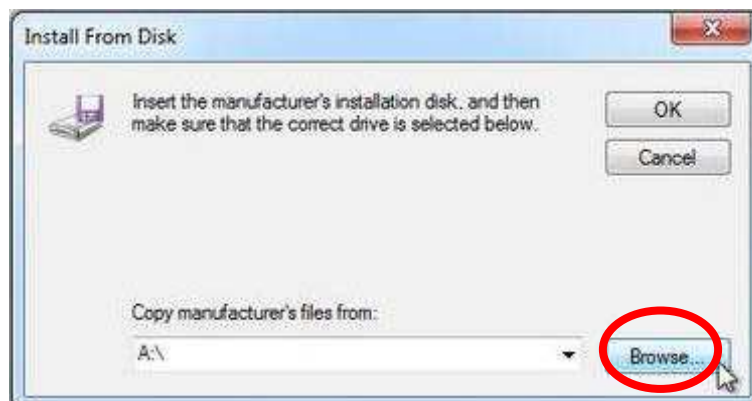 Install From Disk
Insert the manufacturer's installation disk, and then
make sure that the correct drive is selected below.
OK
Cancel
Copy manufacturer's files from:
A:\
Browse...